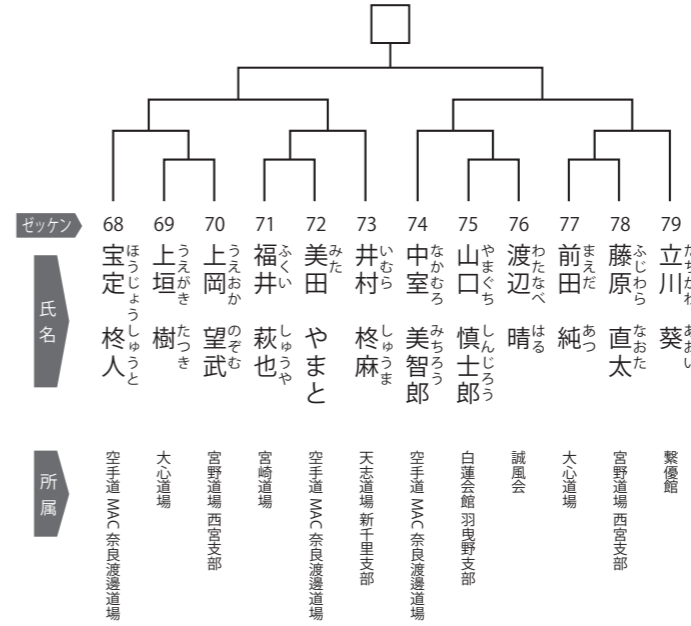 ゼッケン
68 69 70 71 72 73 74 75 76 77 78 79
氏名
宝定 柊人
ほうじょう しゅうと
上垣 樹
うえがき たつき
上岡 望武
うえおか のぞむ
福井 萩也
ふくい しゅうや
美田 やまと
みた
井村 柊麻
いむら しゅうま
中室 美智郎
なかむろ みちろう
山口 慎士郎
やまぐち しんじろう
渡辺 晴
わたなべ はる
前田 純
まえだ あつ
藤原 直太
ふじわら なおた
立川 葵
たちかわ あおい
所属
空手道 MAC 奈良渡邊道場
大心道場
宮野道場 西宮支部
宮崎道場
空手道 MAC 奈良渡邊道場
天志道場 新千里支部
空手道 MAC 奈良渡邊道場
白蓮会館 羽曳野支部
誠風会
大心道場
宮野道場 西宮支部
繋優館